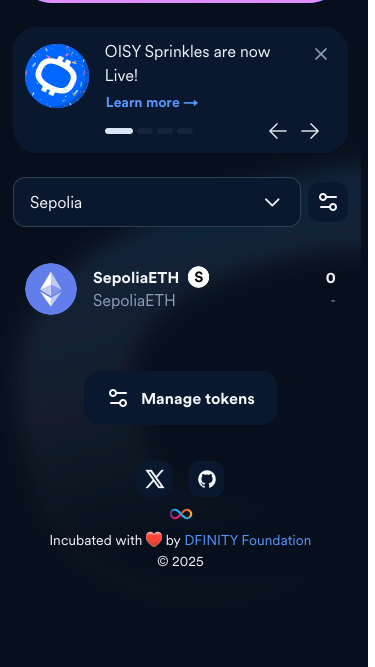 OISY Sprinkles are now
Live!
Learn more →
Sepolia
SepoliaETH S
0
SepoliaETH
-
Manage tokens
Incubated with ❤️ by DFINITY Foundation
© 2025